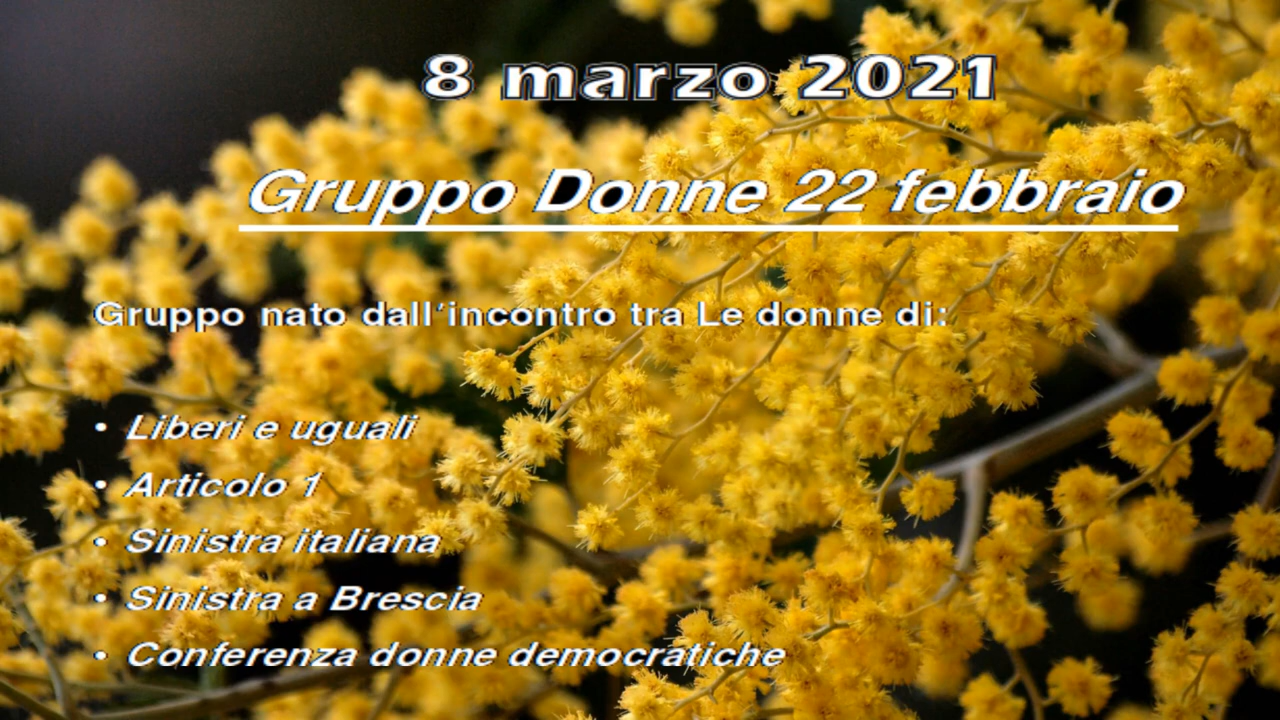 8 marzo 2021
Gruppo Donne 22 febbraio
Gruppo nato dall'incontro tra Le donne di:
• Liberi e uguali
• Articolo 1
• Sinistra italiana
• Sinistra a Brescia
• Conferenza donne democratiche